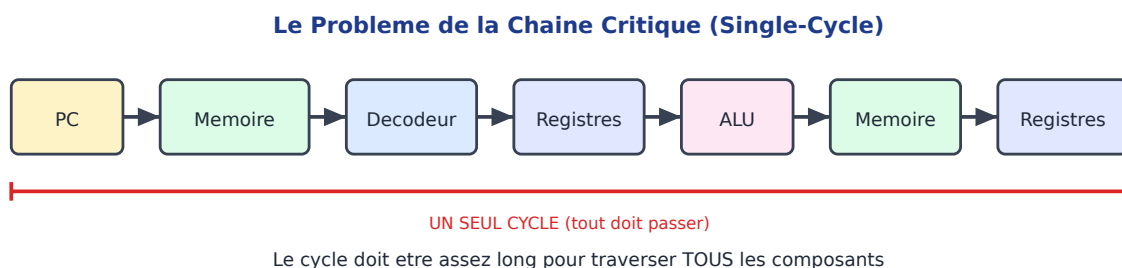 Le Probleme de la Chaine Critique (Single-Cycle)
PC
Memoire
Decodeur
Registres
ALU
Memoire
Registres
UN SEUL CYCLE (tout doit passer)
Le cycle doit etre assez long pour traverser TOUS les composants